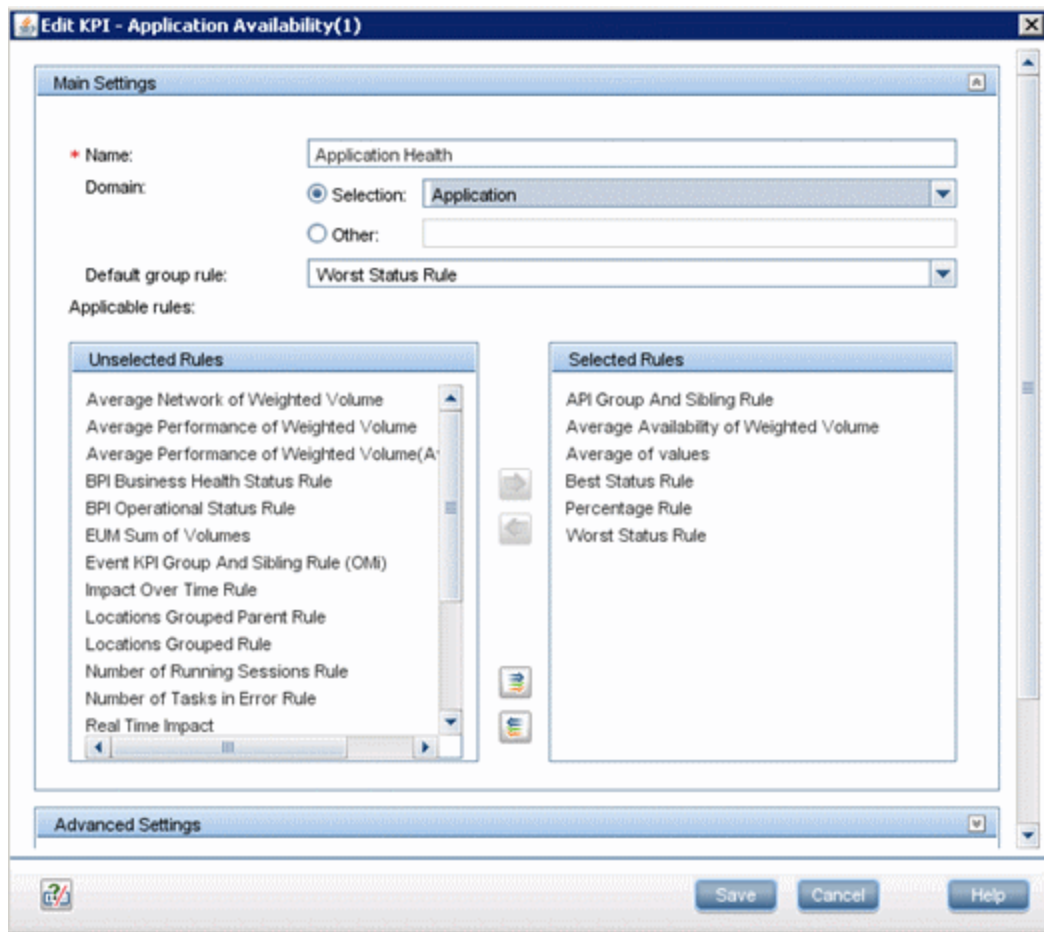 Edit KPI - Application Availability(1)
Main Settings
* Name: Application Health
Domain: Selection: Application
Other:
Default group rule: Worst Status Rule
Applicable rules:
Unselected Rules
Average Network of Weighted Volume
Average Performance of Weighted Volume
Average Performance of Weighted Volume(A
BPI Business Health Status Rule
BPI Operational Status Rule
EUM Sum of Volumes
Event KPI Group And Sibling Rule (OMi)
Impact Over Time Rule
Locations Grouped Parent Rule
Locations Grouped Rule
Number of Running Sessions Rule
Number of Tasks in Error Rule
Real Time Impact
Selected Rules
API Group And Sibling Rule
Average Availability of Weighted Volume
Average of values
Best Status Rule
Percentage Rule
Worst Status Rule
Advanced Settings
Save Cancel Help